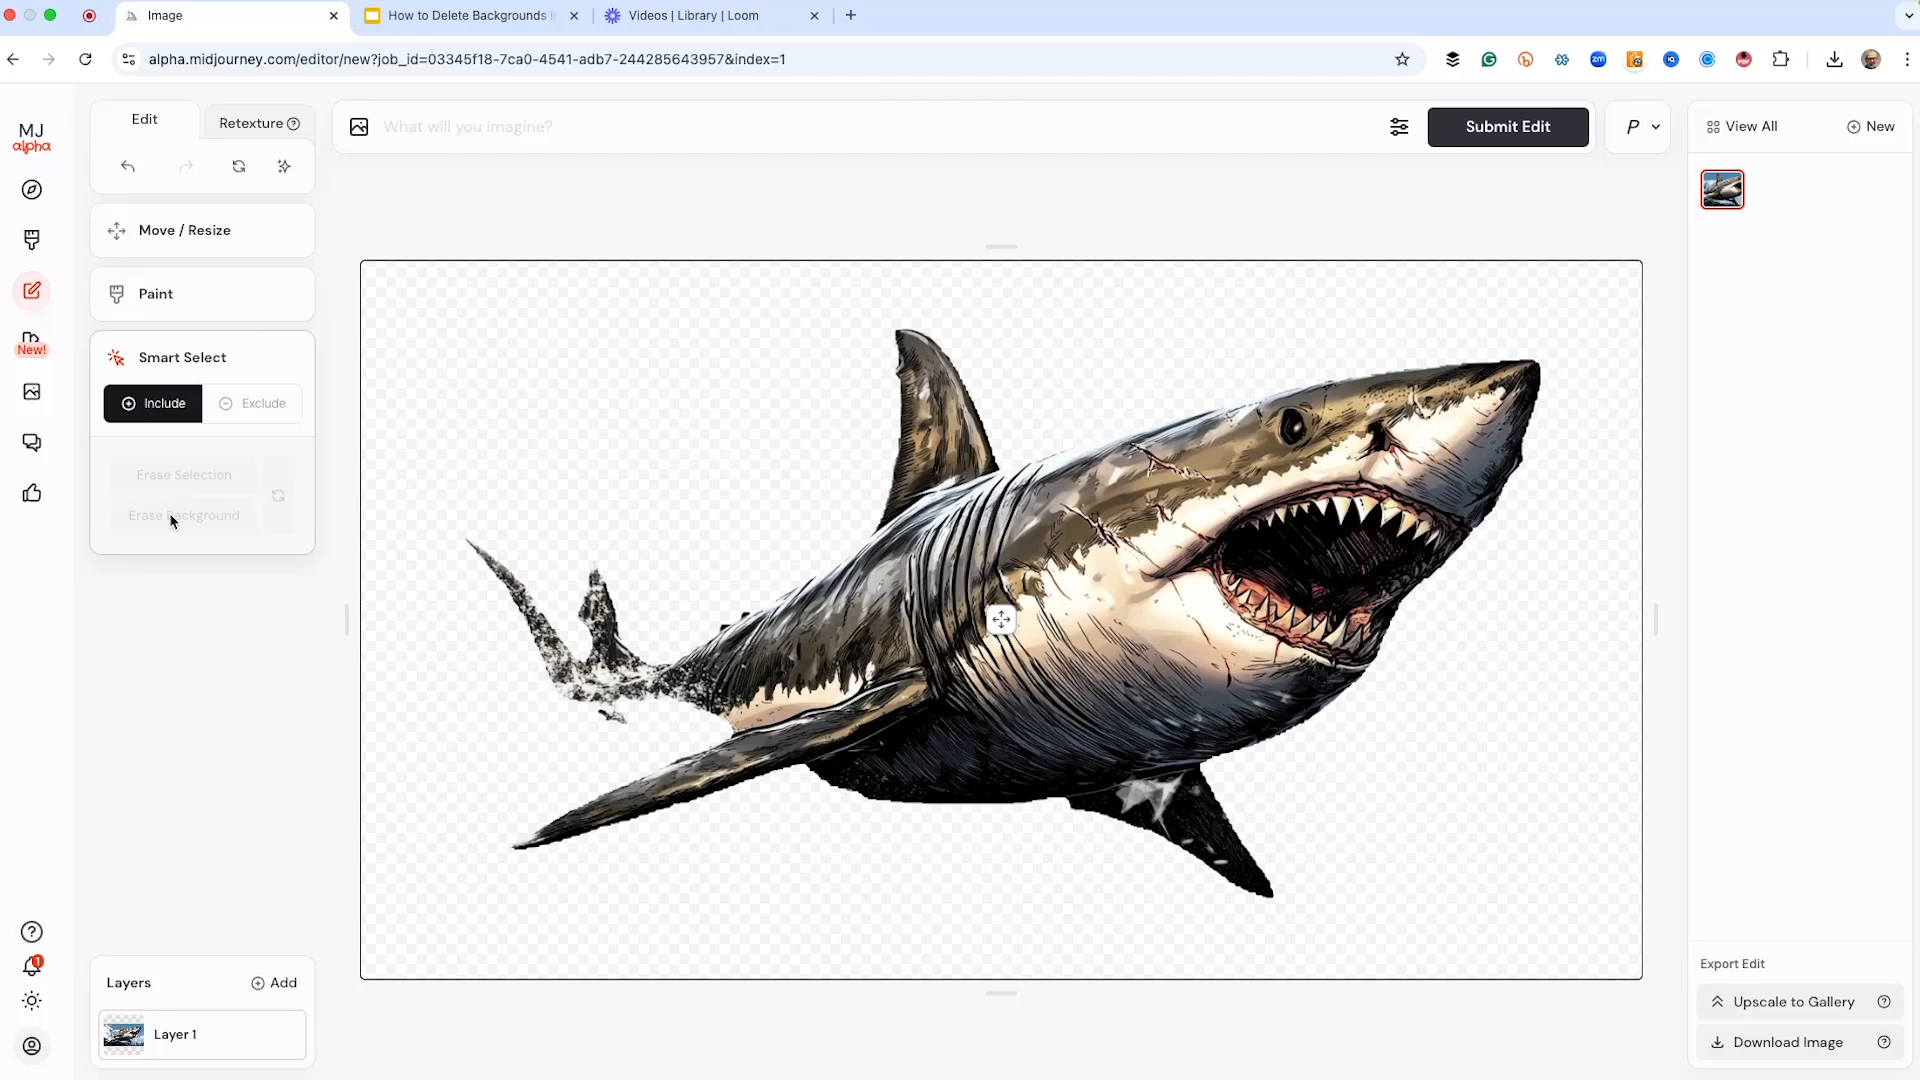 Image
How to Delete Backgrounds i
Videos | Library | Loom
alpha.midjourney.com/editor/new?job_id=03345f18-7ca0-4541-adb7-244285643957&index=1
MJ
alpha
Edit
Retexture
What will you imagine?
Submit Edit
P
View All
New
Move / Resize
Paint
New!
Smart Select
Include
Exclude
Erase Selection
Erase Background
1
Layers
Add
Layer 1
Export Edit
Upscale to Gallery
Download Image